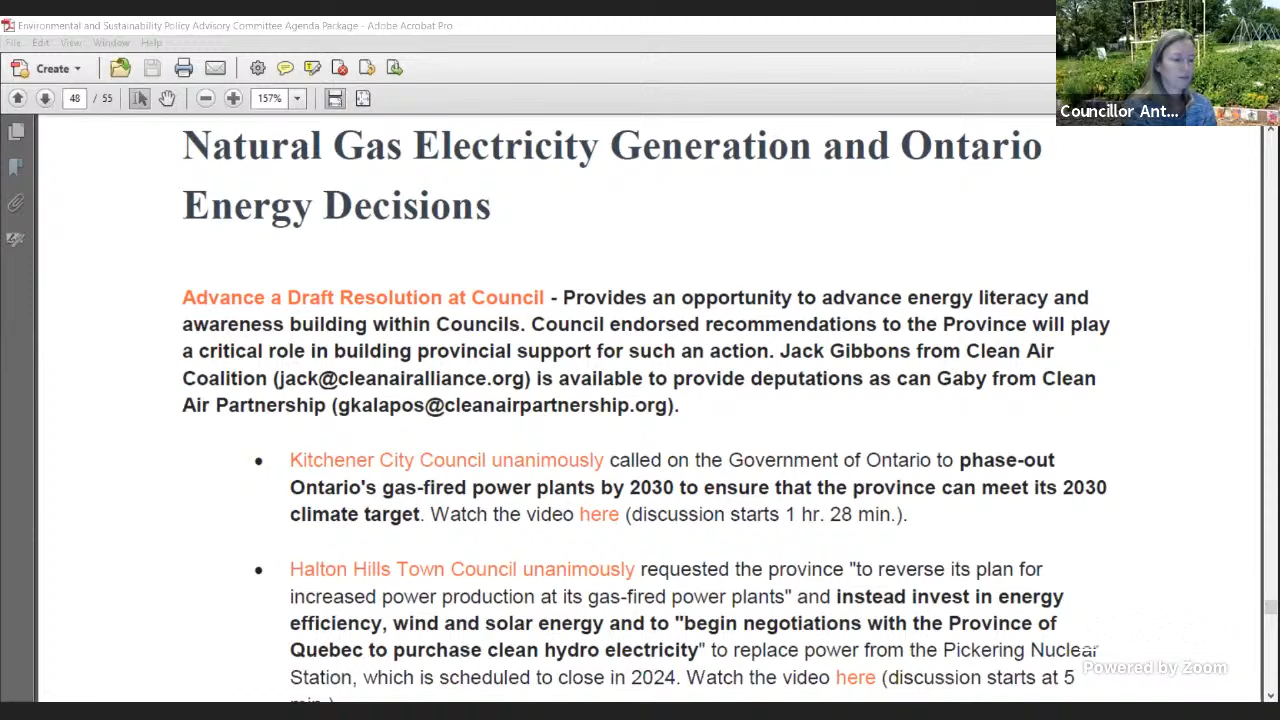 Environmental and Sustainability Policy Advisory Committee Agenda Package - Adobe Acrobat Pro
File Edit View Window Help
Create
48 / 55
157%
Councillor Ant...
Natural Gas Electricity Generation and Ontario
Energy Decisions
Advance a Draft Resolution at Council - Provides an opportunity to advance energy literacy and
awareness building within Councils. Council endorsed recommendations to the Province will play
a critical role in building provincial support for such an action. Jack Gibbons from Clean Air
Coalition (jack@cleanairalliance.org) is available to provide deputations as can Gaby from Clean
Air Partnership (gkalapos@cleanairpartnership.org).
• Kitchener City Council unanimously called on the Government of Ontario to phase-out
Ontario's gas-fired power plants by 2030 to ensure that the province can meet its 2030
climate target. Watch the video here (discussion starts 1 hr. 28 min.).
• Halton Hills Town Council unanimously requested the province "to reverse its plan for
increased power production at its gas-fired power plants" and instead invest in energy
efficiency, wind and solar energy and to "begin negotiations with the Province of
Quebec to purchase clean hydro electricity" to replace power from the Pickering Nuclear
Station, which is scheduled to close in 2024. Watch the video here (discussion starts at 5
min.)
Powered by Zoom